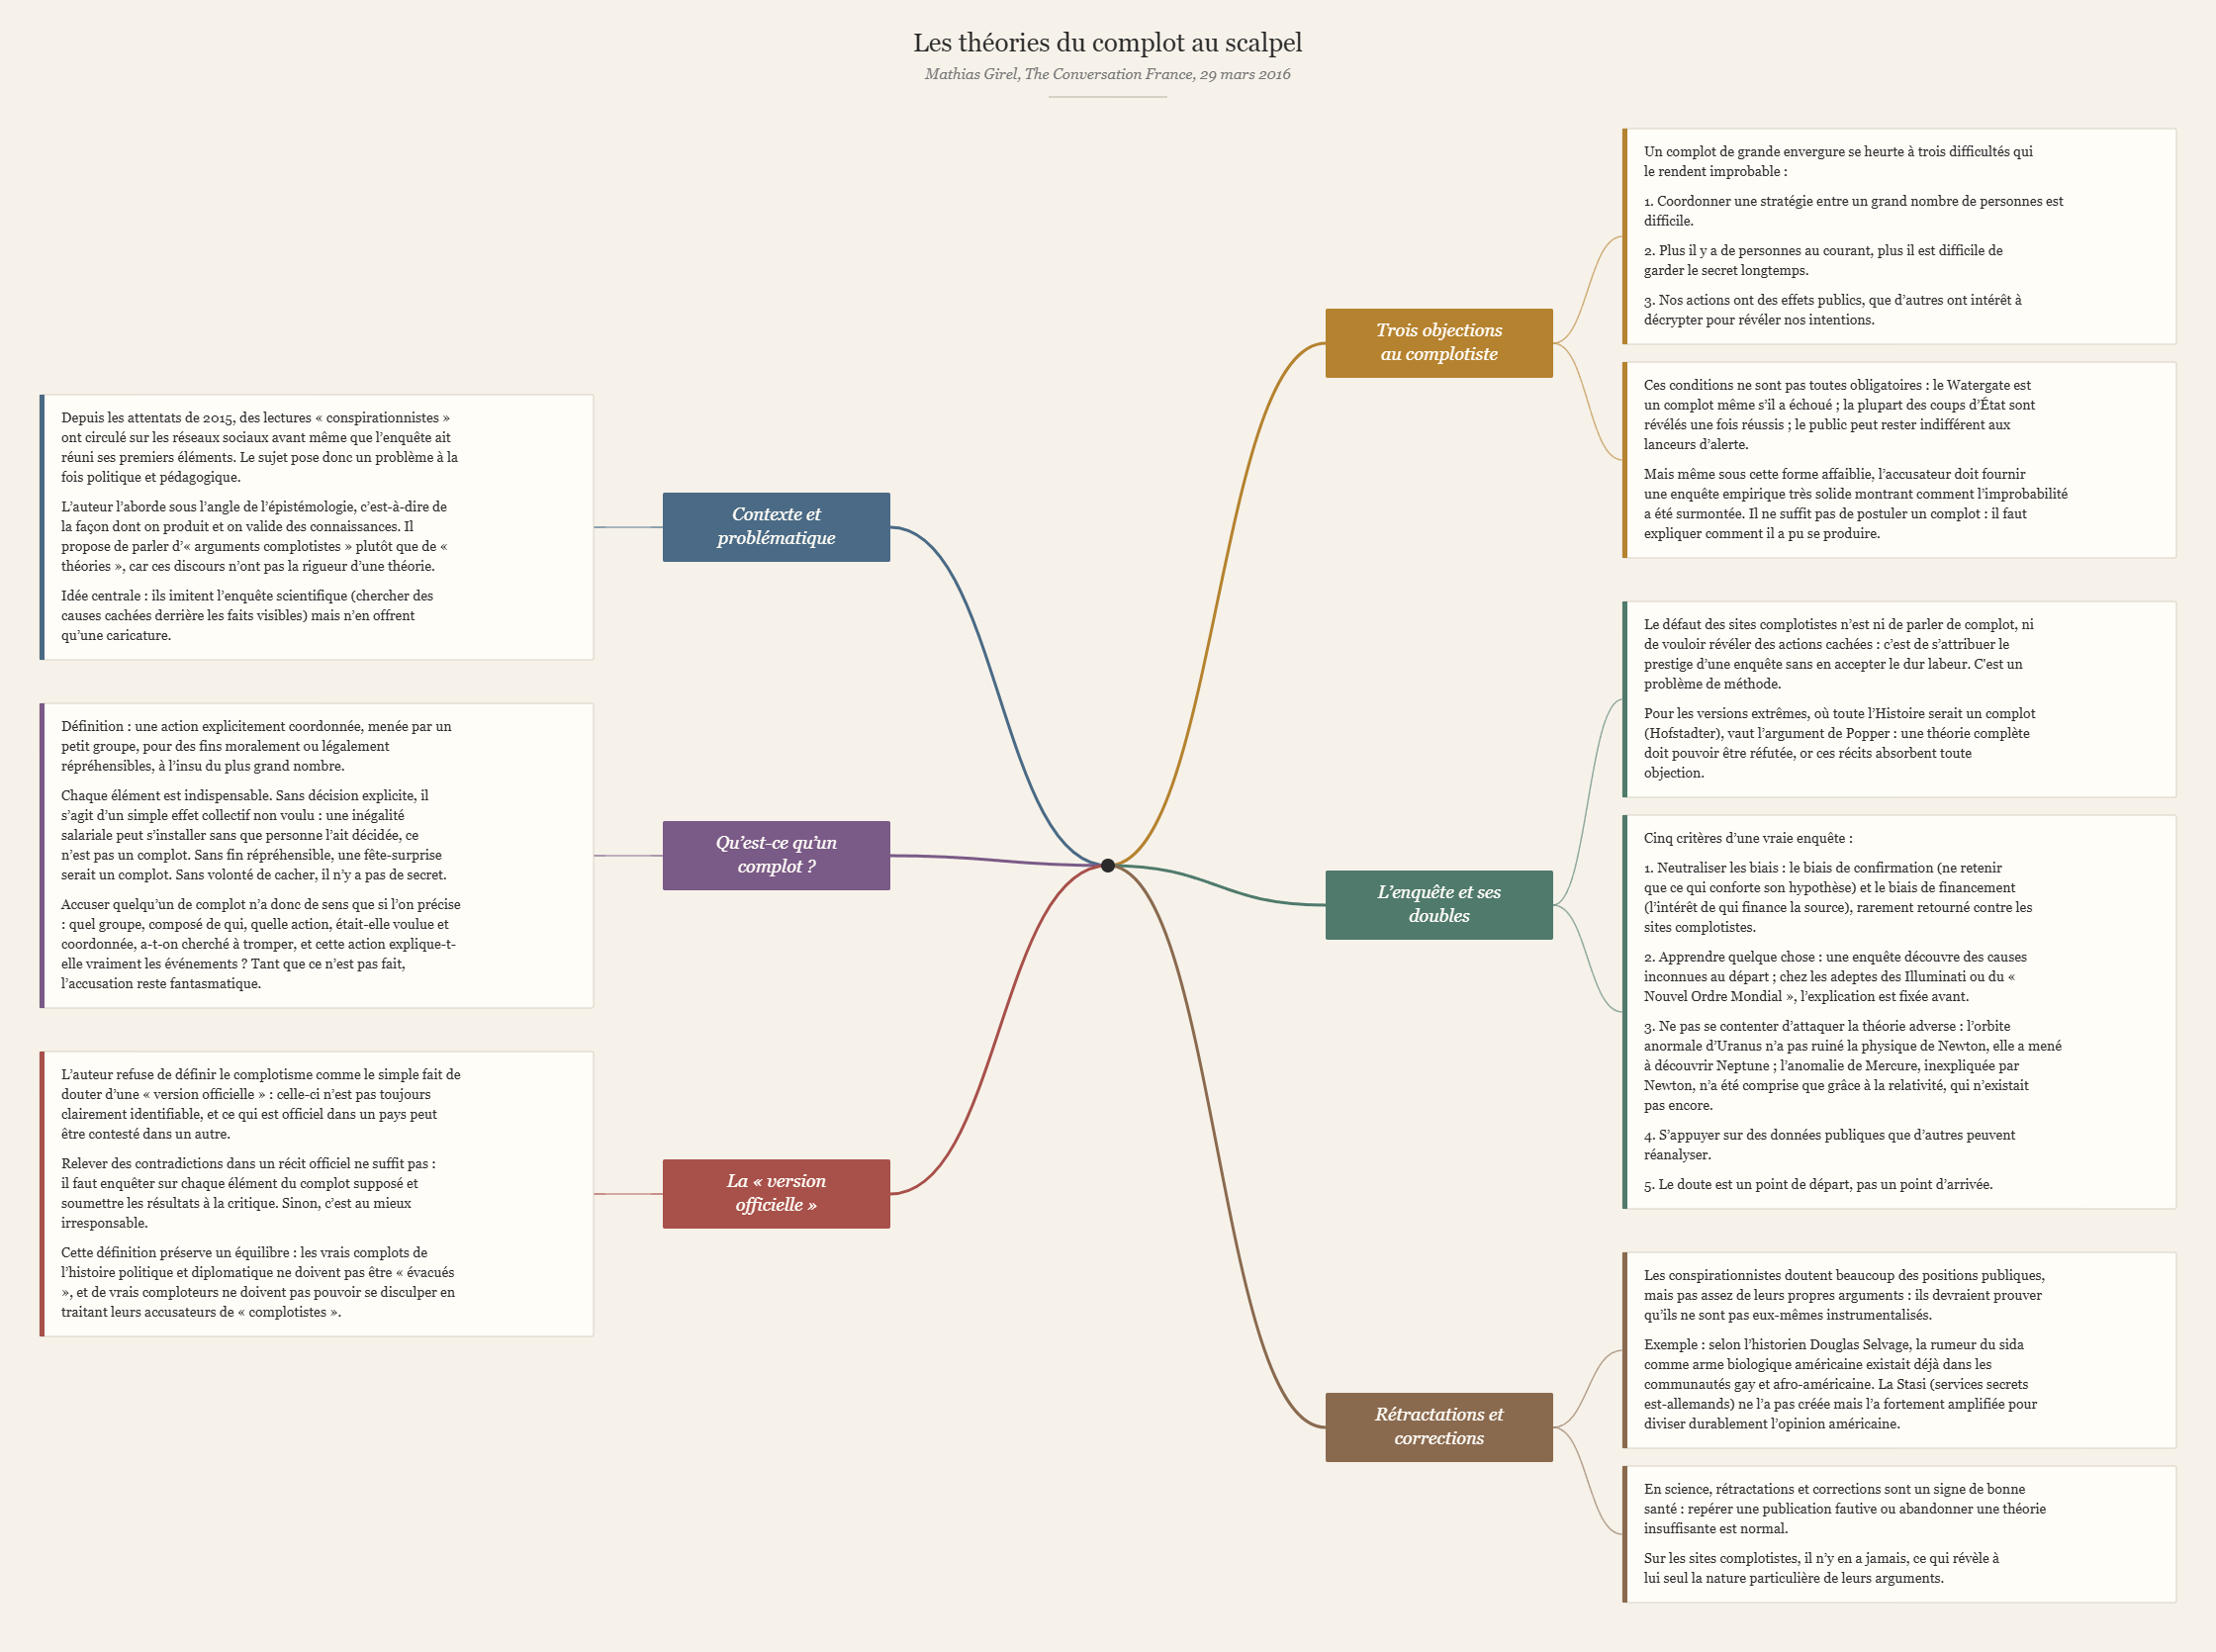 Les théories du complot au scalpel
Mathias Girel, The Conversation France, 29 mars 2016
Contexte et
problématique
Depuis les attentats de 2015, des lectures « conspirationnistes »
ont circulé sur les réseaux sociaux avant même que l’enquête ait
réuni ses premiers éléments. Le sujet pose donc un problème à la
fois politique et pédagogique.
L’auteur l’aborde sous l’angle de l’épistémologie, c’est-à-dire de
la façon dont on produit et on valide des connaissances. Il
propose de parler d’« arguments complotistes » plutôt que de «
théories », car ces discours n’ont pas la rigueur d’une théorie.
Idée centrale : ils imitent l’enquête scientifique (chercher des
causes cachées derrière les faits visibles) mais n’en offrent
qu’une caricature.
Qu’est-ce qu’un
complot ?
Définition : une action explicitement coordonnée, menée par un
petit groupe, pour des fins moralement ou légalement
répréhensibles, à l’insu du plus grand nombre.
Chaque élément est indispensable. Sans décision explicite, il
s’agit d’un simple effet collectif non voulu : une inégalité
salariale peut s’installer sans que personne l’ait décidée, ce
n’est pas un complot. Sans fin répréhensible, une fête-surprise
serait un complot. Sans volonté de cacher, il n’y a pas de secret.
Accuser quelqu’un de complot n’a donc de sens que si l’on précise
: quel groupe, composé de qui, quelle action, était-elle voulue et
coordonnée, a-t-on cherché à tromper, et cette action explique-t-
elle vraiment les événements ? Tant que ce n’est pas fait,
l’accusation reste fantasmatique.
La « version
officielle »
L’auteur refuse de définir le complotisme comme le simple fait de
douter d’une « version officielle » : celle-ci n’est pas toujours
clairement identifiable, et ce qui est officiel dans un pays peut
être contesté dans un autre.
Relever des contradictions dans un récit officiel ne suffit pas :
il faut enquêter sur chaque élément du complot supposé et
soumettre les résultats à la critique. Sinon, c’est au mieux
irresponsable.
Cette définition préserve un équilibre : les vrais complots de
l’histoire politique et diplomatique ne doivent pas être « évacués
», et de vrais comploteurs ne doivent pas pouvoir se disculper en
traitant leurs accusateurs de « complotistes ».
Trois objections
au complotiste
Un complot de grande envergure se heurte à trois difficultés qui
le rendent improbable :
1. Coordonner une stratégie entre un grand nombre de personnes est
difficile.
2. Plus il y a de personnes au courant, plus il est difficile de
garder le secret longtemps.
3. Nos actions ont des effets publics, que d’autres ont intérêt à
décrypter pour révéler nos intentions.
Ces conditions ne sont pas toutes obligatoires : le Watergate est
un complot même s’il a échoué ; la plupart des coups d’État sont
révélés une fois réussis ; le public peut rester indifférent aux
lanceurs d’alerte.
Mais même sous cette forme affaiblie, l’accusateur doit fournir
une enquête empirique très solide montrant comment l’improbabilité
a été surmontée. Il ne suffit pas de postuler un complot : il faut
expliquer comment il a pu se produire.
L’enquête et ses
doubles
Le défaut des sites complotistes n’est ni de parler de complot, ni
de vouloir révéler des actions cachées : c’est de s’attribuer le
prestige d’une enquête sans en accepter le dur labeur. C'est un
problème de méthode.
Pour les versions extrêmes, où toute l’Histoire serait un complot
(Hofstadter), vaut l’argument de Popper : une théorie complète
doit pouvoir être réfutée, or ces récits absorbent toute
objection.
Cinq critères d’une vraie enquête :
1. Neutraliser les biais : le biais de confirmation (ne retenir
que ce qui conforte son hypothèse) et le biais de financement
(l’intérêt de qui finance la source), rarement retourné contre les
sites complotistes.
2. Apprendre quelque chose : une enquête découvre des causes
inconnues au départ ; chez les adeptes des Illuminati ou du «
Nouvel Ordre Mondial », l’explication est fixée avant.
3. Ne pas se contenter d’attaquer la théorie adverse : l’orbite
anormale d’Uranus n’a pas ruiné la physique de Newton, elle a mené
à découvrir Neptune ; l’anomalie de Mercure, inexpliquée par
Newton, n’a été comprise que grâce à la relativité, qui n’existait
pas encore.
4. S’appuyer sur des données publiques que d’autres peuvent
réanalyser.
5. Le doute est un point de départ, pas un point d’arrivée.
Rétractations et
corrections
Les conspirationnistes doutent beaucoup des positions publiques,
mais pas assez de leurs propres arguments : ils devraient prouver
qu’ils ne sont pas eux-mêmes instrumentalisés.
Exemple : selon l’historien Douglas Selvage, la rumeur du sida
comme arme biologique américaine existait déjà dans les
communautés gay et afro-américaine. La Stasi (services secrets
est-allemands) ne l’a pas créée mais l’a fortement amplifiée pour
diviser durablement l’opinion américaine.
En science, rétractations et corrections sont un signe de bonne
santé : repérer une publication fautive ou abandonner une théorie
insuffisante est normal.
Sur les sites complotistes, il n’y en a jamais, ce qui révèle à
lui seul la nature particulière de leurs arguments.